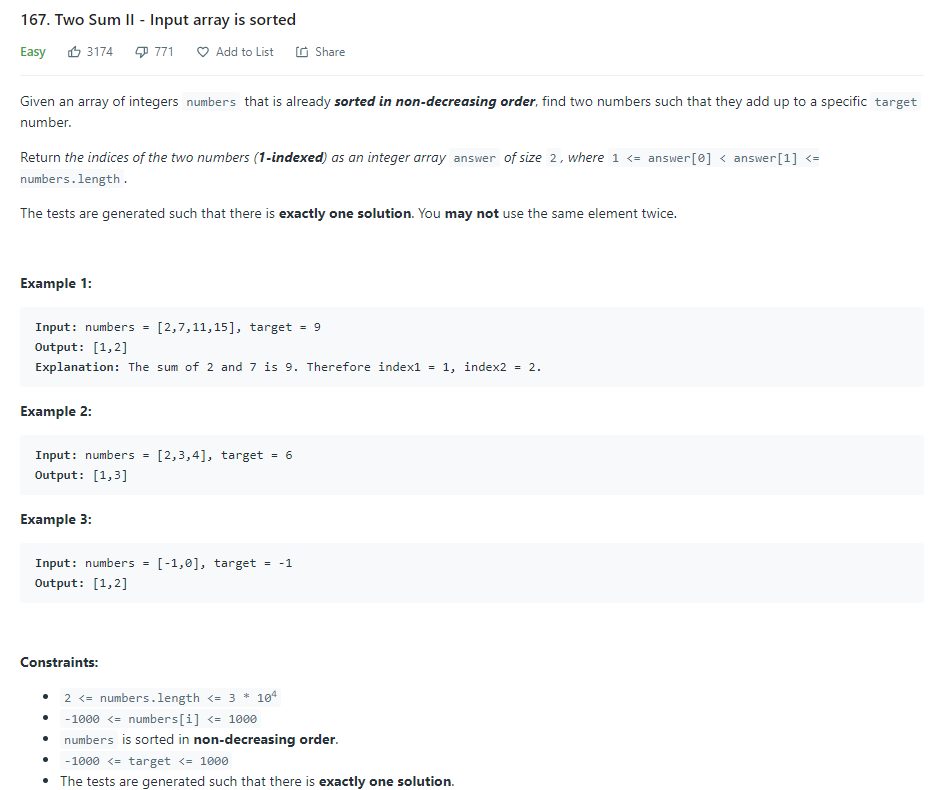 167. Two Sum II - Input array is sorted
Easy 3174 771 Add to List Share
Given an array of integers numbers that is already sorted in non-decreasing order, find two numbers such that they add up to a specific target
number.
Return the indices of the two numbers (1-indexed) as an integer array answer of size 2, where 1 <= answer[0] < answer[1] <=
numbers.length.
The tests are generated such that there is exactly one solution. You may not use the same element twice.
Example 1:
Input: numbers = [2,7,11,15], target = 9
Output: [1,2]
Explanation: The sum of 2 and 7 is 9. Therefore index1 = 1, index2 = 2.
Example 2:
Input: numbers = [2,3,4], target = 6
Output: [1,3]
Example 3:
Input: numbers = [-1,0], target = -1
Output: [1,2]
Constraints:
• 2 <= numbers.length <= 3 * 10⁴
• -1000 <= numbers[i] <= 1000
• numbers is sorted in non-decreasing order.
• -1000 <= target <= 1000
• The tests are generated such that there is exactly one solution.